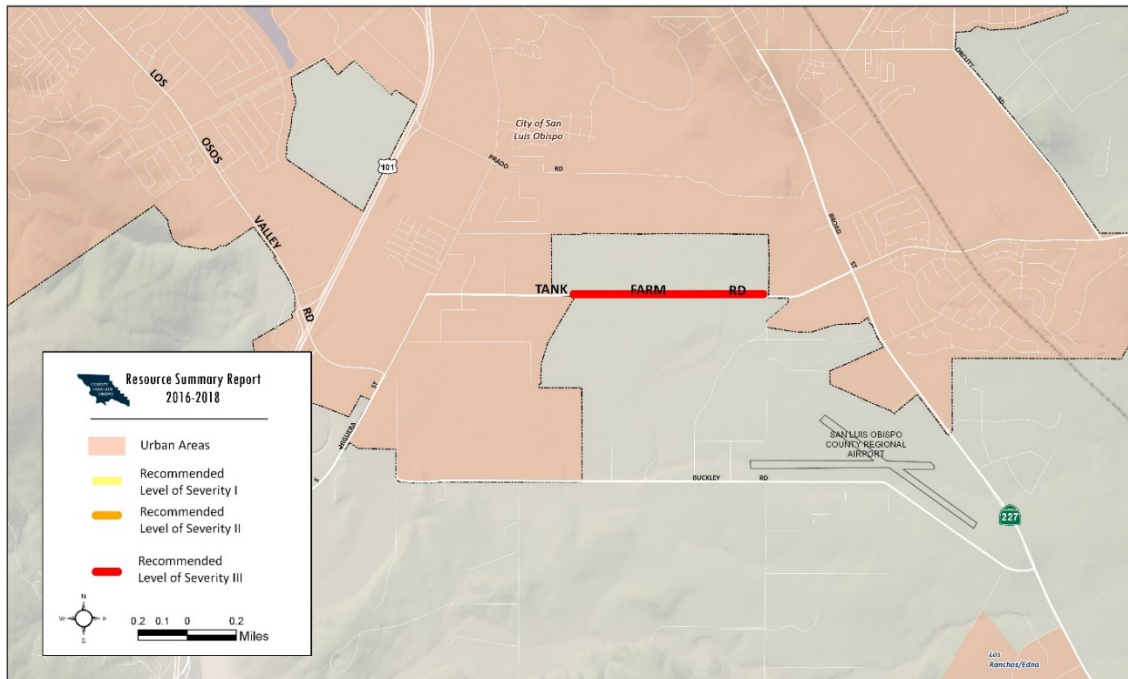 LOS
OSOS
VALLEY
RD
101
City of San
Luis Obispo
PRADO RD
ORCUTT
RD
BROAD
ST
TANK FARM RD
HIGUERA
ST
S
SAN LUIS OBISPO
COUNTY REGIONAL
AIRPORT
BUCKLEY RD
227
Los
Ranchos/Edna
Resource Summary Report
2016-2018
Urban Areas
Recommended
Level of Severity I
Recommended
Level of Severity II
Recommended
Level of Severity III
N
W E
S
0.2 0.1 0 0.2
Miles